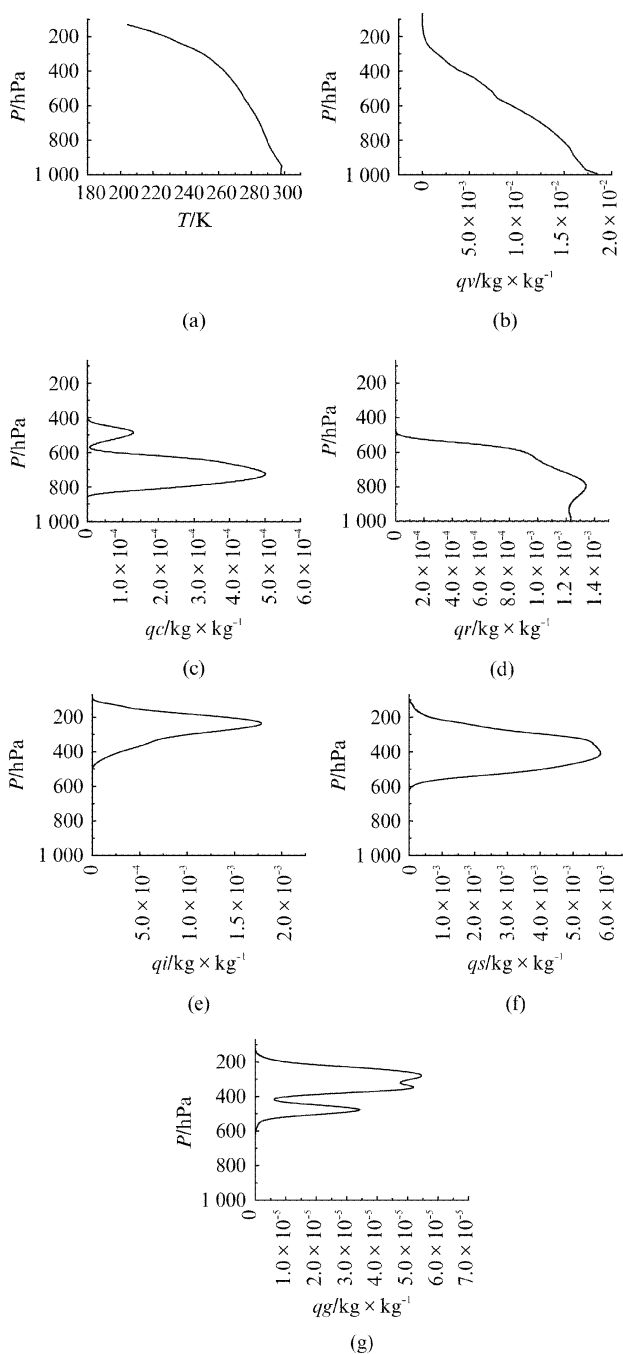 P/hPa
200
400
600
800
1 000
180 200 220 240 260 280 300
T/K
(a)
P/hPa
200
400
600
800
1 000
0
5.0 × 10⁻³
1.0 × 10⁻²
1.5 × 10⁻²
2.0 × 10⁻²
qv/kg × kg⁻¹
(b)
P/hPa
200
400
600
800
1 000
0
1.0 × 10⁻⁴
2.0 × 10⁻⁴
3.0 × 10⁻⁴
4.0 × 10⁻⁴
5.0 × 10⁻⁴
6.0 × 10⁻⁴
qc/kg × kg⁻¹
(c)
P/hPa
200
400
600
800
1 000
0
2.0 × 10⁻⁴
4.0 × 10⁻⁴
6.0 × 10⁻⁴
8.0 × 10⁻⁴
1.0 × 10⁻³
1.2 × 10⁻³
1.4 × 10⁻³
qr/kg × kg⁻¹
(d)
P/hPa
200
400
600
800
1 000
0
5.0 × 10⁻⁴
1.0 × 10⁻³
1.5 × 10⁻³
2.0 × 10⁻³
qi/kg × kg⁻¹
(e)
P/hPa
200
400
600
800
1 000
0
1.0 × 10⁻³
2.0 × 10⁻³
3.0 × 10⁻³
4.0 × 10⁻³
5.0 × 10⁻³
6.0 × 10⁻³
qs/kg × kg⁻¹
(f)
P/hPa
200
400
600
800
1 000
0
1.0 × 10⁻⁵
2.0 × 10⁻⁵
3.0 × 10⁻⁵
4.0 × 10⁻⁵
5.0 × 10⁻⁵
6.0 × 10⁻⁵
7.0 × 10⁻⁵
qg/kg × kg⁻¹
(g)